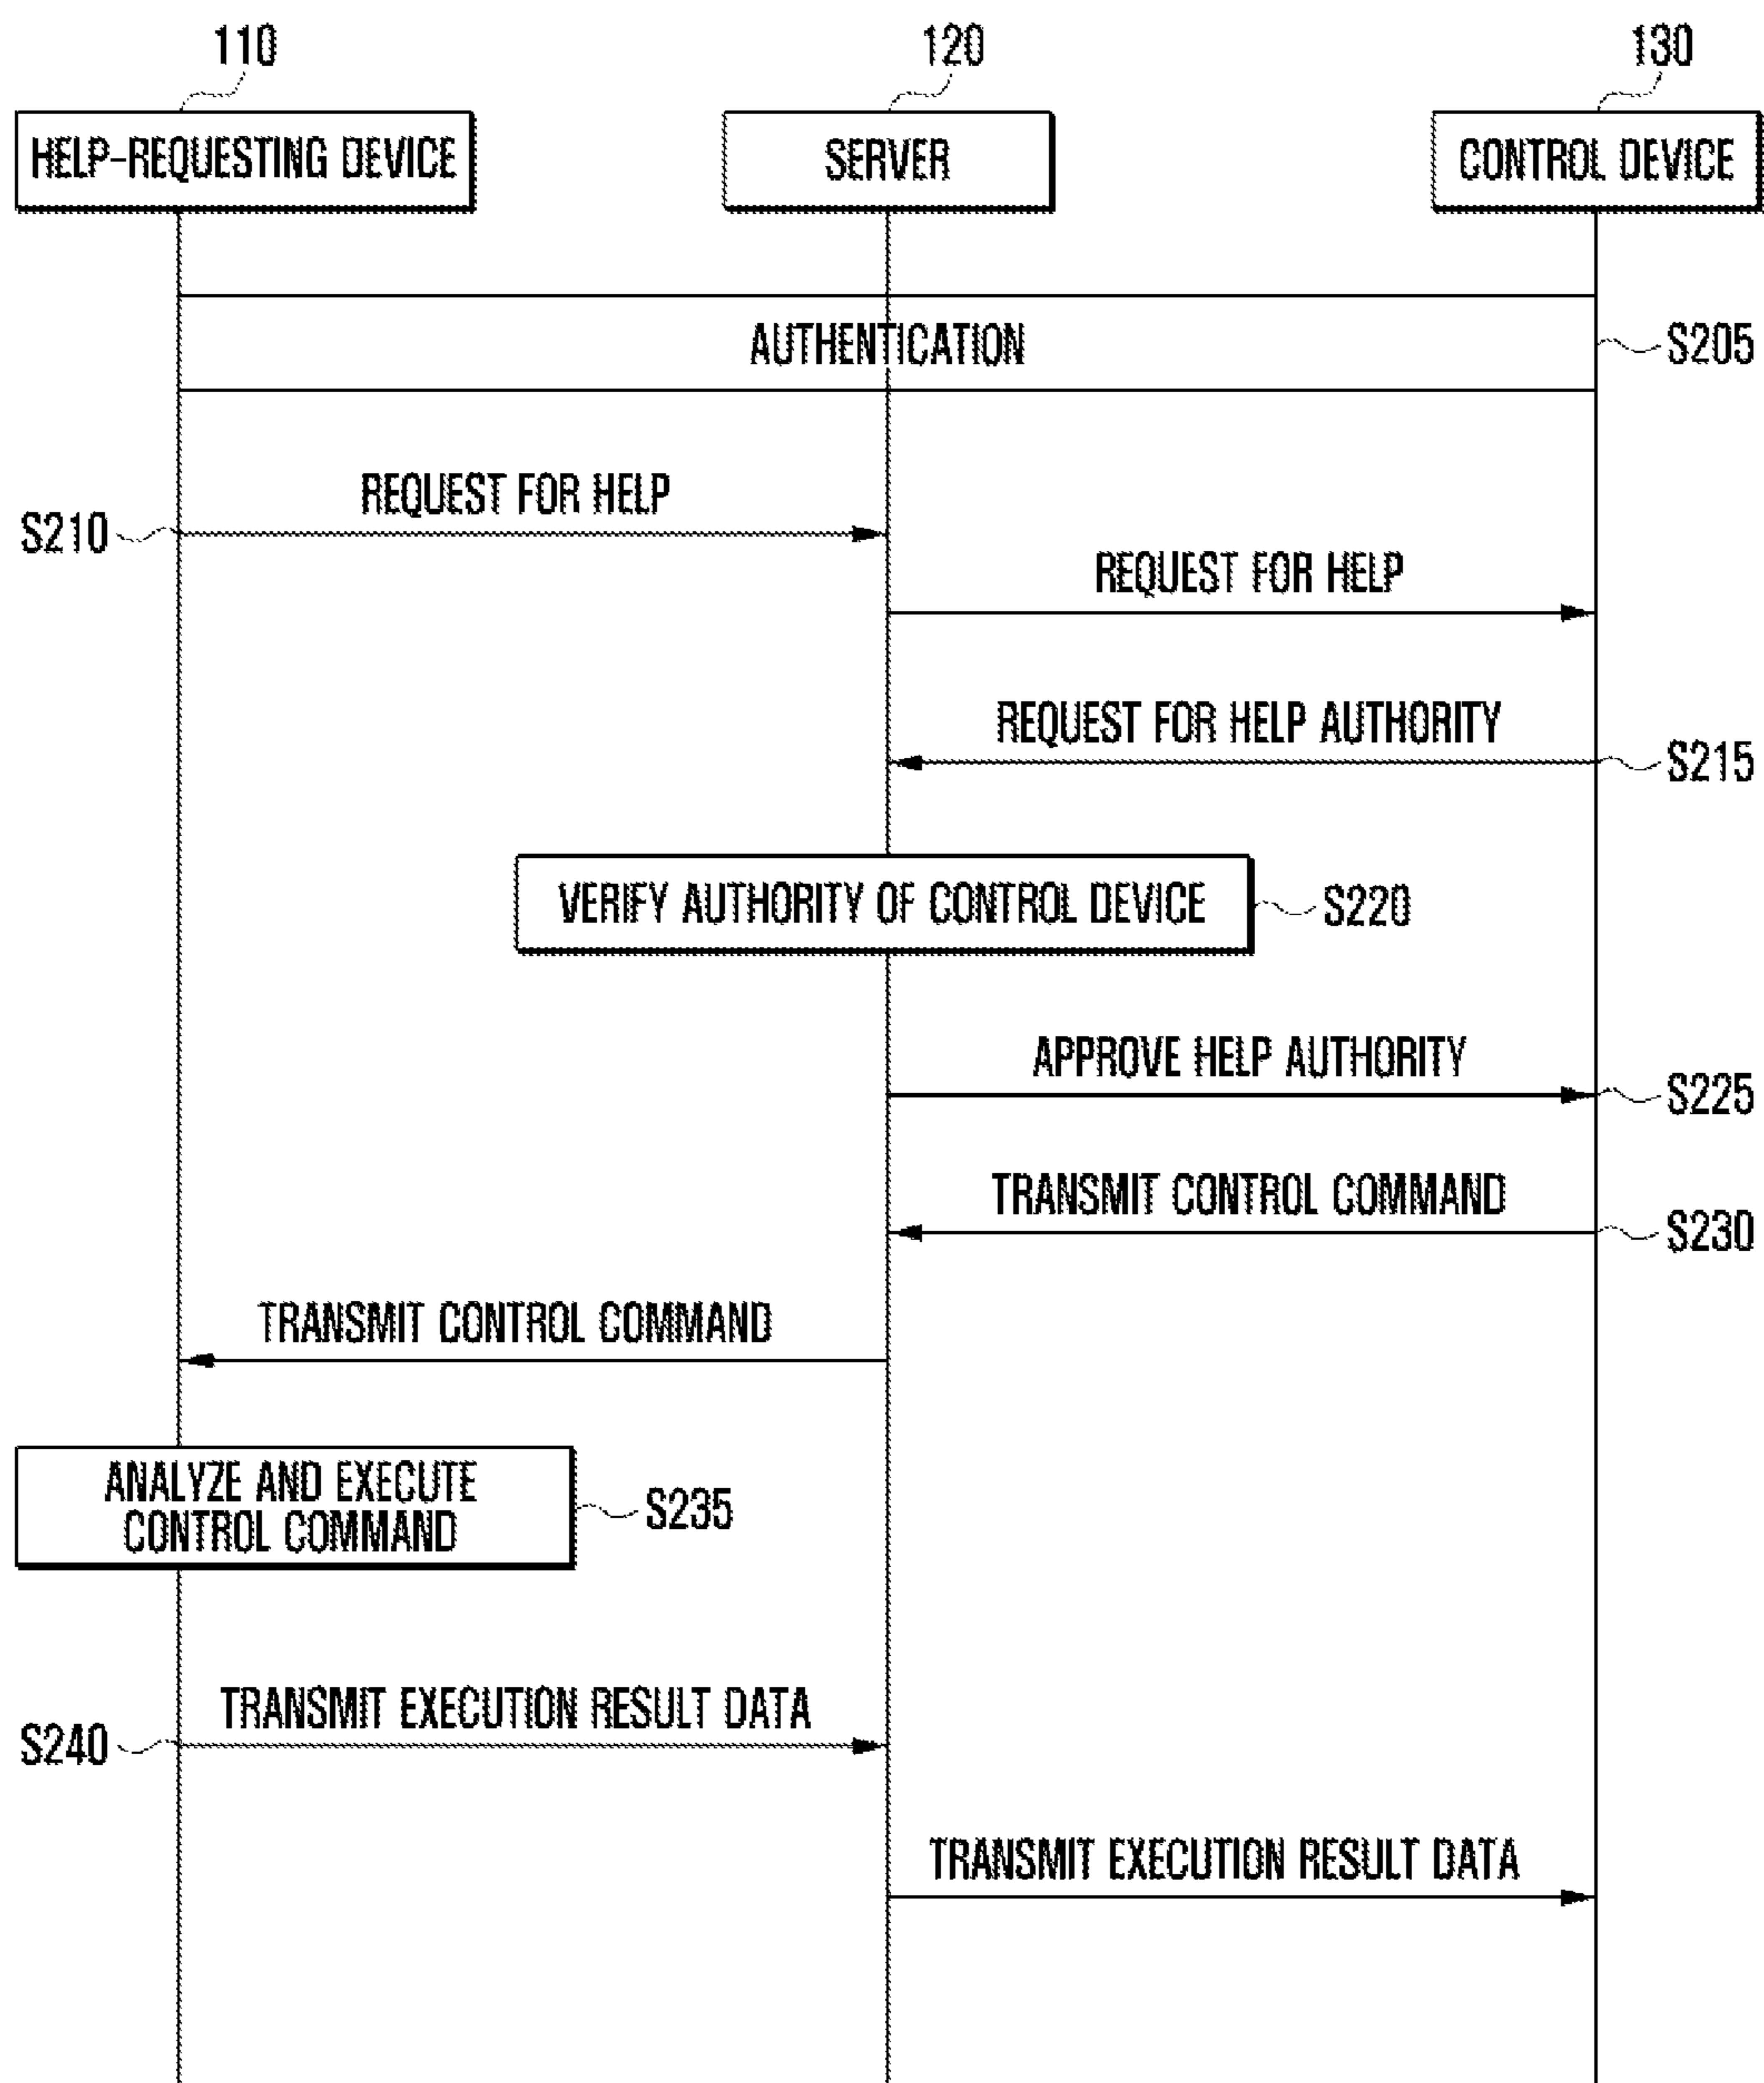 110
120
130
HELP-REQUESTING DEVICE
SERVER
CONTROL DEVICE
AUTHENTICATION
S205
REQUEST FOR HELP
S210
REQUEST FOR HELP
REQUEST FOR HELP AUTHORITY
S215
VERIFY AUTHORITY OF CONTROL DEVICE
S220
APPROVE HELP AUTHORITY
S225
TRANSMIT CONTROL COMMAND
S230
TRANSMIT CONTROL COMMAND
ANALYZE AND EXECUTE
CONTROL COMMAND
S235
TRANSMIT EXECUTION RESULT DATA
S240
TRANSMIT EXECUTION RESULT DATA